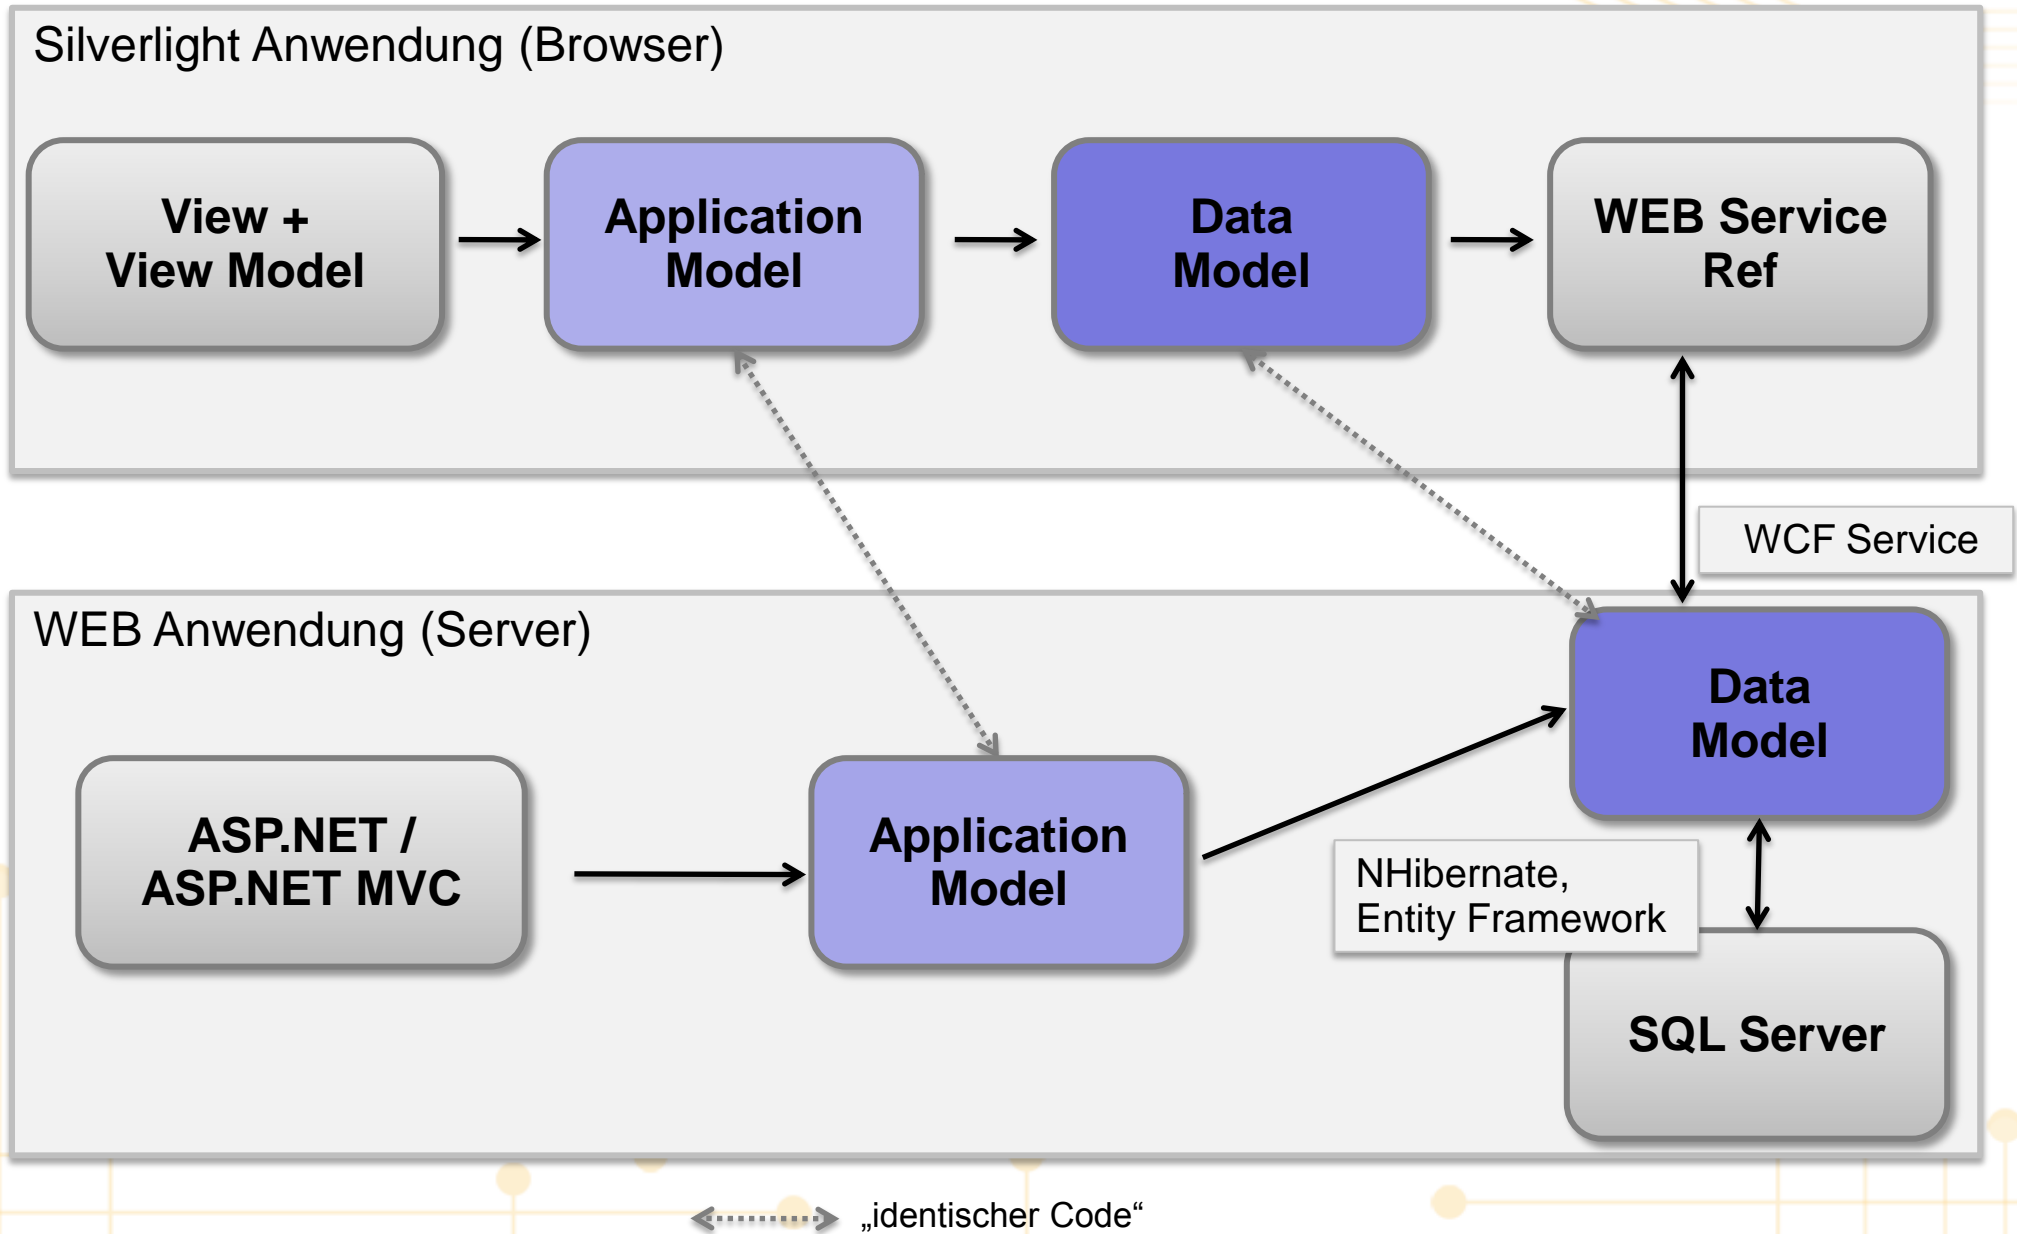 Silverlight Anwendung (Browser)
View +
View Model
Application
Model
Data
Model
WEB Service
Ref
WCF Service
WEB Anwendung (Server)
Data
Model
ASP.NET /
ASP.NET MVC
Application
Model
NHibernate,
Entity Framework
SQL Server
„identischer Code“